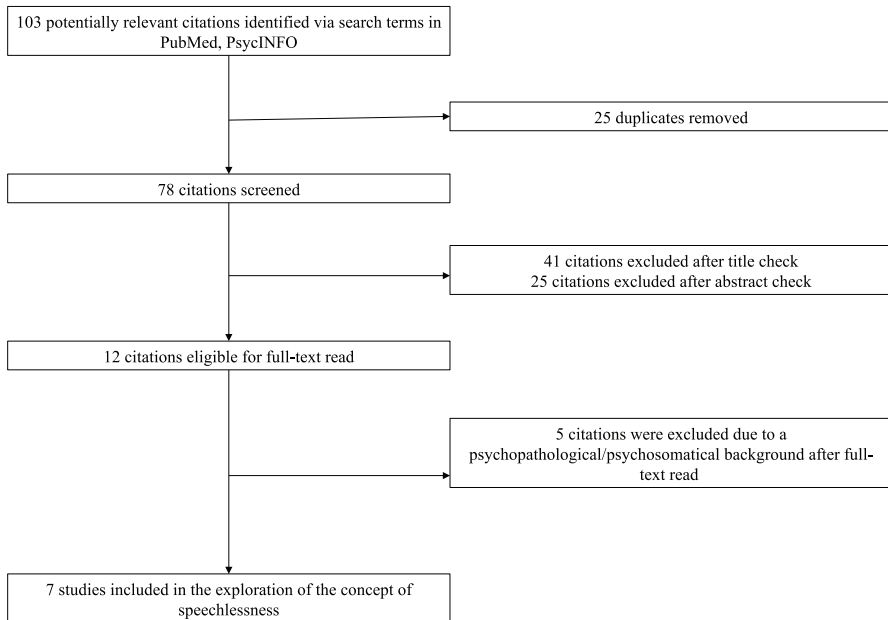 103 potentially relevant citations identified via search terms in
PubMed, PsycINFO
25 duplicates removed
78 citations screened
41 citations excluded after title check
25 citations excluded after abstract check
12 citations eligible for full-text read
5 citations were excluded due to a
psychopathological/psychosomatical background after full-
text read
7 studies included in the exploration of the concept of
speechlessness